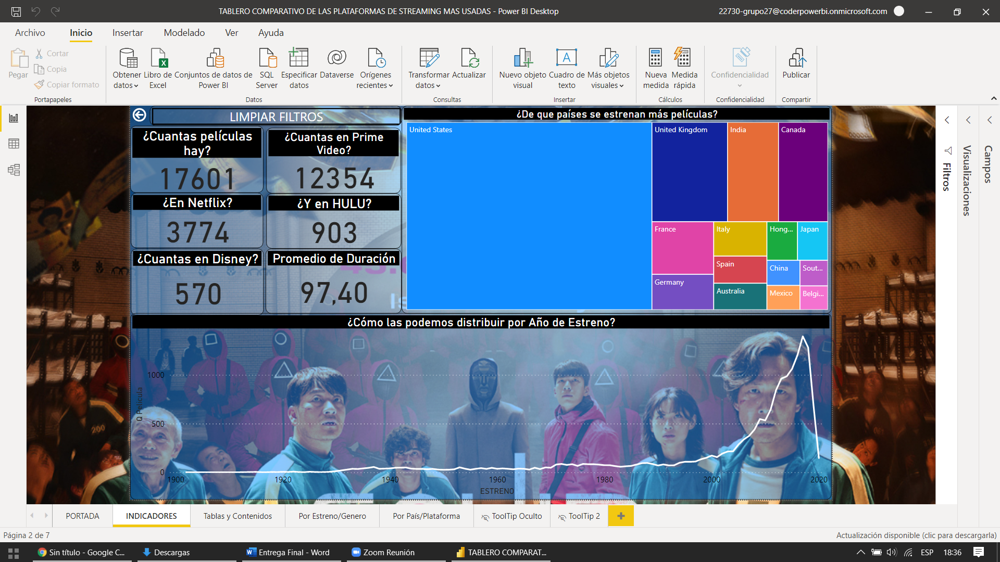 TABLERO COMPARATIVO DE LAS PLATAFORMAS DE STREAMING MAS USADAS - Power BI Desktop
22730-grupo27@coderpowerbi.onmicrosoft.com
Archivo Inicio Insertar Modelado Ver Ayuda
Pegar
Cortar
Copia
Copiar formato
Portapapeles
Obtener datos
Libro de Excel
Conjuntos de datos de Power BI
SQL Server
Especificar datos
Dataverse
Orígenes recientes
Datos
Transformar datos
Actualizar
Consultas
Nuevo objeto visual
Cuadro de texto
Más objetos visuales
Insertar
Nueva medida
Medida rápida
Cálculos
Confidencialidad
Confidencialidad
Publicar
Compartir
LIMPIAR FILTROS
¿Cuantas películas
hay?
17601
¿Cuantas en Prime
Video?
12354
¿En Netflix?
3774
¿Y en HULU?
903
¿Cuantas en Disney?
570
Promedio de Duración
97,40
¿De que países se estrenan más películas?
United States
United Kingdom
India
Canada
France
Italy
Hong...
Japan
Spain
China
Sout...
Germany
Australia
Mexico
Belgi...
¿Cómo las podemos distribuir por Año de Estreno?
Q Pelicula
1000
500
0
1900 1920 1940 1960 1980 2000 2020
ESTRENO
Filtros
Visualizaciones
Campos
PORTADA
INDICADORES
Tablas y Contenidos
Por Estreno/Genero
Por País/Plataforma
ToolTip Oculto
ToolTip 2
Página 2 de 7
Actualización disponible (clic para descargarla)
Sin título - Google C...
Descargas
Entrega Final - Word
Zoom Reunión
TABLERO COMPARAT...
ESP
18:36